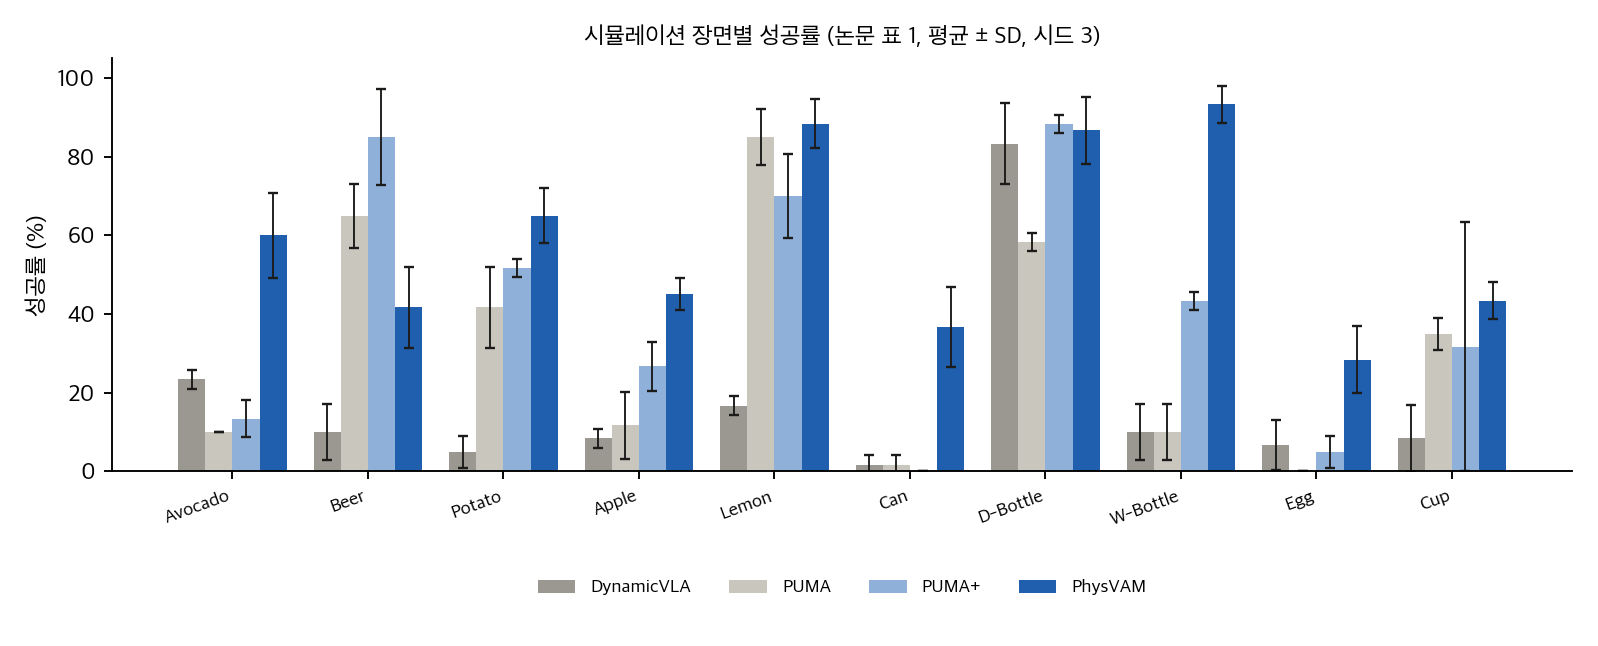 시뮬레이션 장면별 성공률 (논문 표 1, 평균 ± SD, 시드 3)
성공률 (%)
100
80
60
40
20
0
Avocado
Beer
Potato
Apple
Lemon
Can
D-Bottle
W-Bottle
Egg
Cup
DynamicVLA
PUMA
PUMA+
PhysVAM